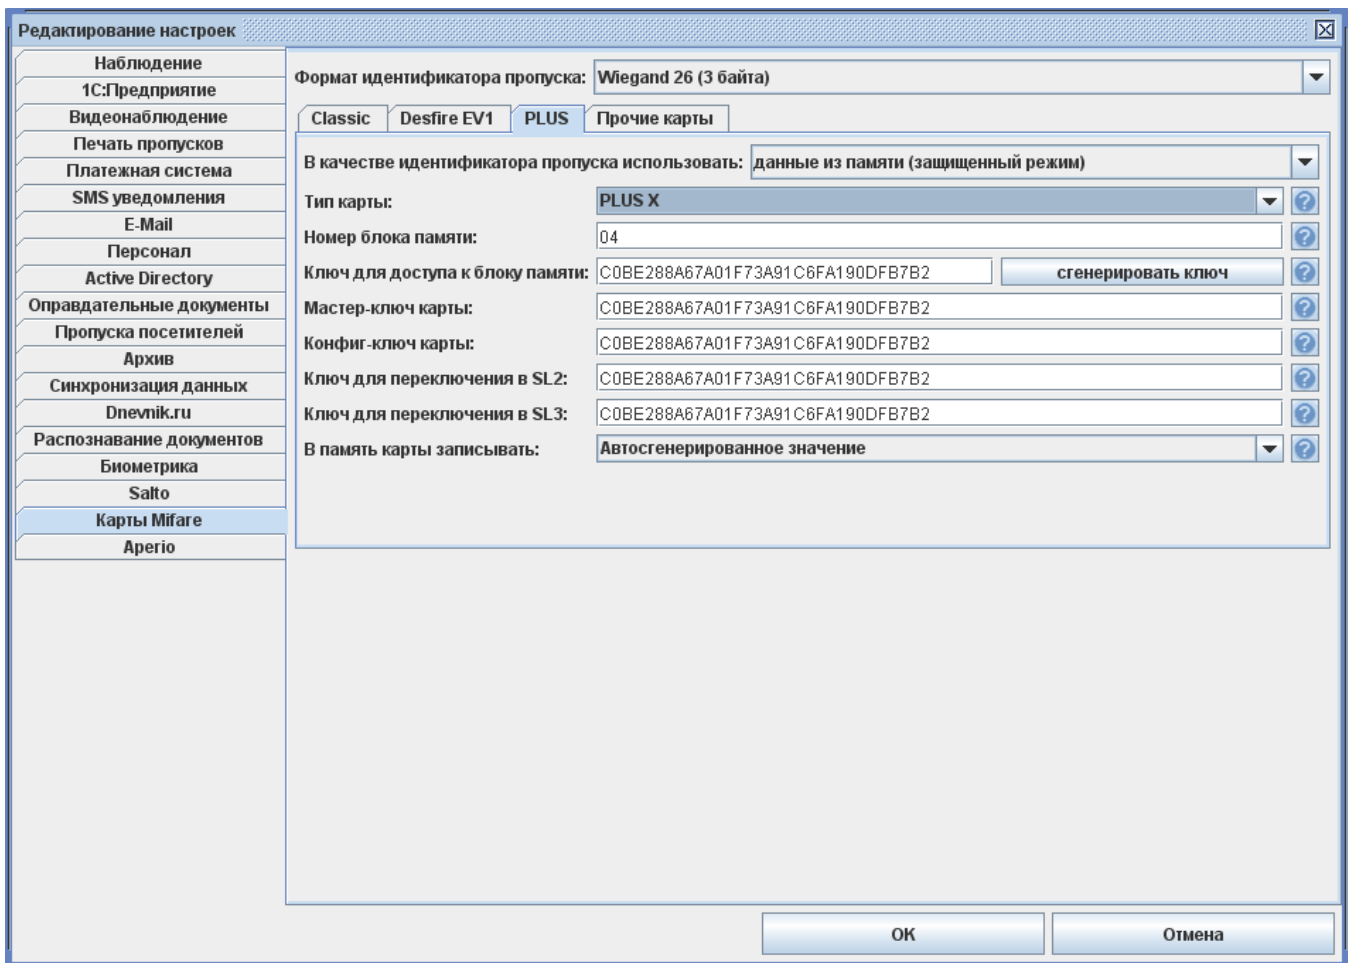 Редактирование настроек
Наблюдение
1С:Предприятие
Видеонаблюдение
Печать пропусков
Платежная система
SMS уведомления
E-Mail
Персонал
Active Directory
Оправдательные документы
Пропуска посетителей
Архив
Синхронизация данных
Dnevnik.ru
Распознавание документов
Биометрика
Salto
Карты Mifare
Aperio
Формат идентификатора пропуска: Wiegand 26 (3 байта)
Classic Desfire EV1 PLUS Прочие карты
В качестве идентификатора пропуска использовать: данные из памяти (защищенный режим)
Тип карты: PLUS X ?
Номер блока памяти: 04 ?
Ключ для доступа к блоку памяти: C0BE288A67A01F73A91C6FA190DFB7B2 сгенерировать ключ ?
Мастер-ключ карты: C0BE288A67A01F73A91C6FA190DFB7B2 ?
Конфиг-ключ карты: C0BE288A67A01F73A91C6FA190DFB7B2 ?
Ключ для переключения в SL2: C0BE288A67A01F73A91C6FA190DFB7B2 ?
Ключ для переключения в SL3: C0BE288A67A01F73A91C6FA190DFB7B2 ?
В память карты записывать: Автосгенерированное значение ?
OK Отмена